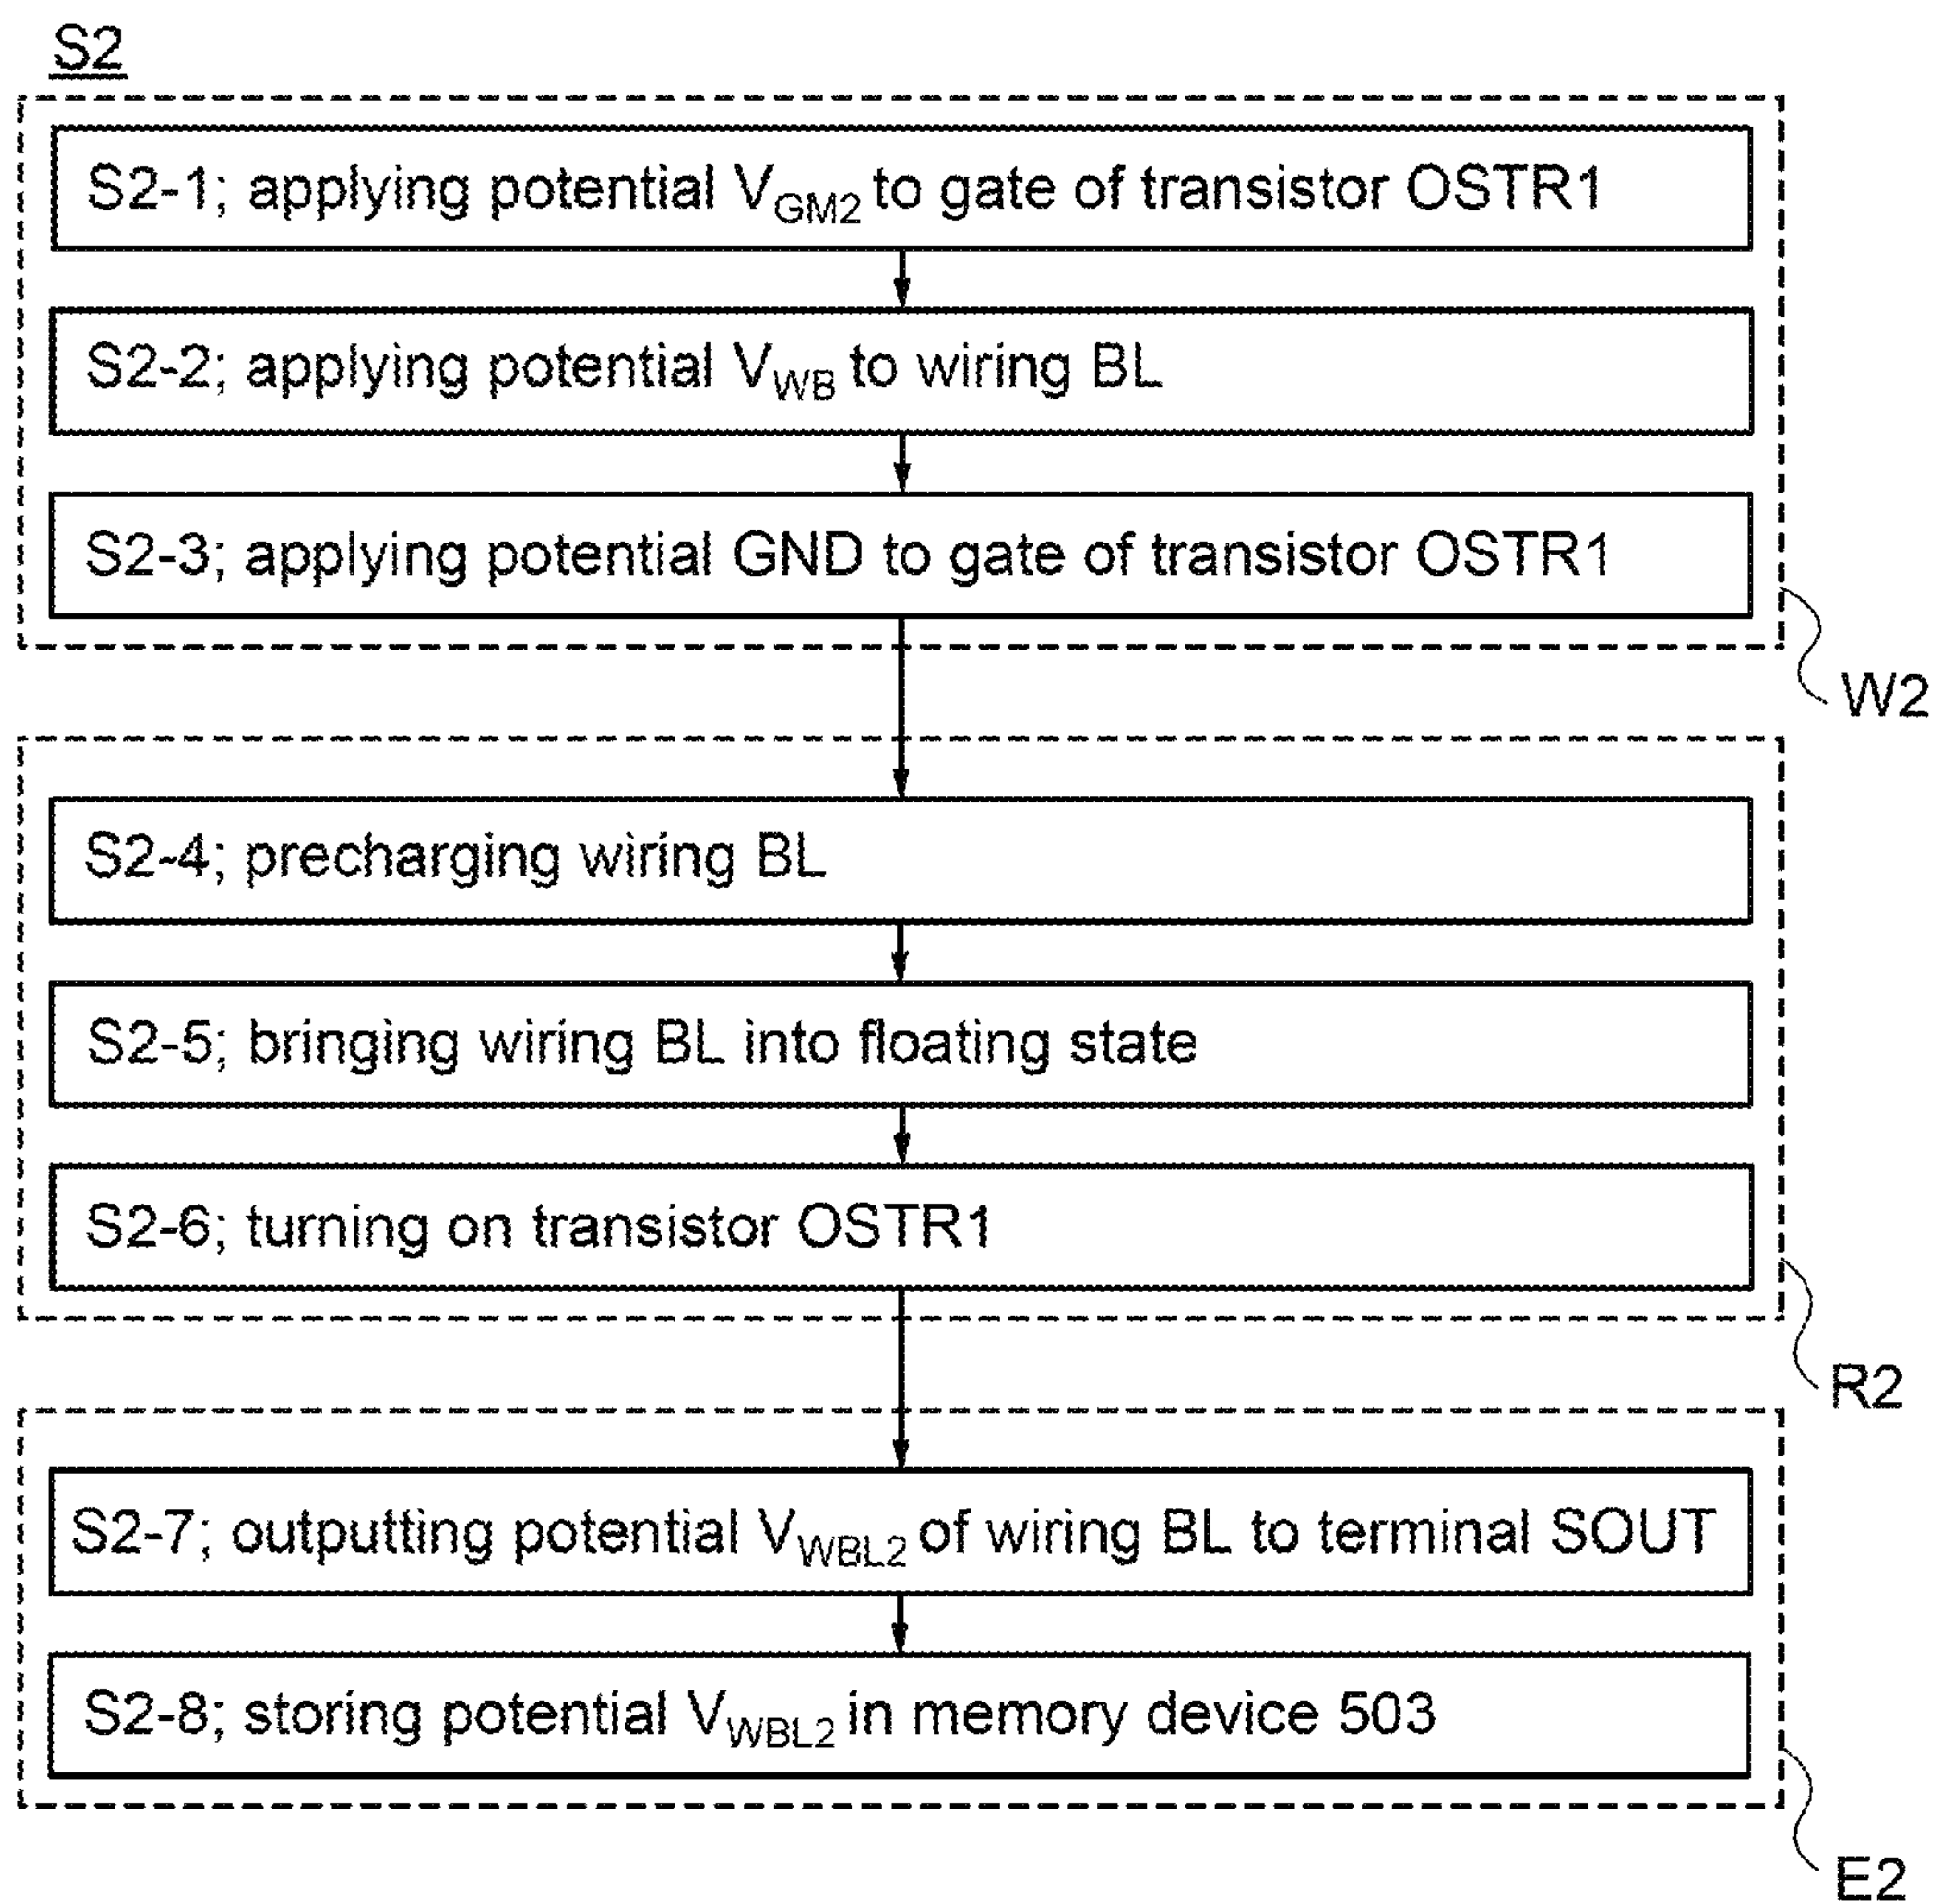 S2
S2-1; applying potential VGM2 to gate of transistor OSTR1
S2-2; applying potential VWB to wiring BL
S2-3; applying potential GND to gate of transistor OSTR1
W2
S2-4; precharging wiring BL
S2-5; bringing wiring BL into floating state
S2-6; turning on transistor OSTR1
R2
S2-7; outputting potential VWBL2 of wiring BL to terminal SOUT
S2-8; storing potential VWBL2 in memory device 503
E2